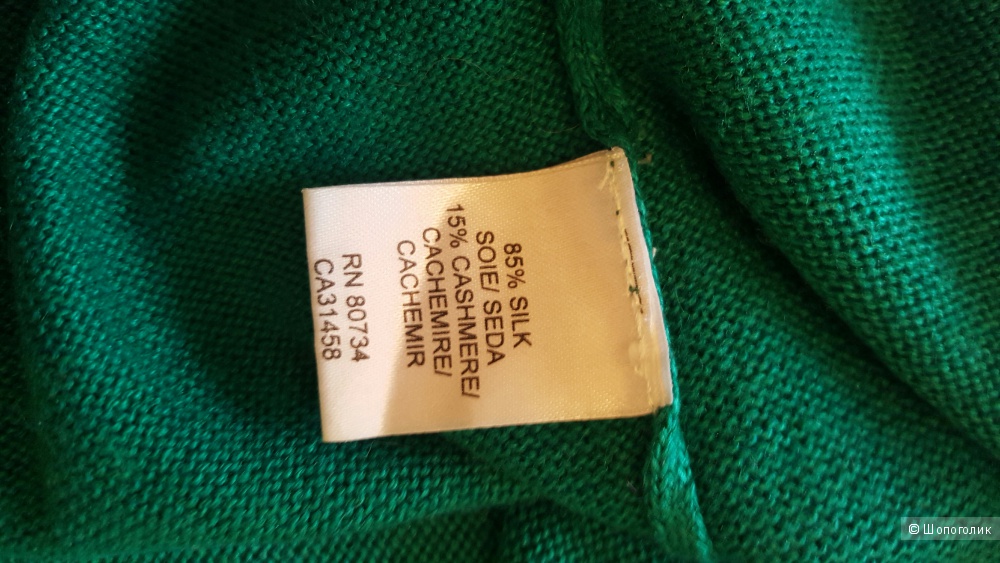 85% SILK
SOIE/ SEDA
15% CASHMERE/
CACHEMIRE/
CACHEMIR
RN 80734
CA31458
© Шопоголик